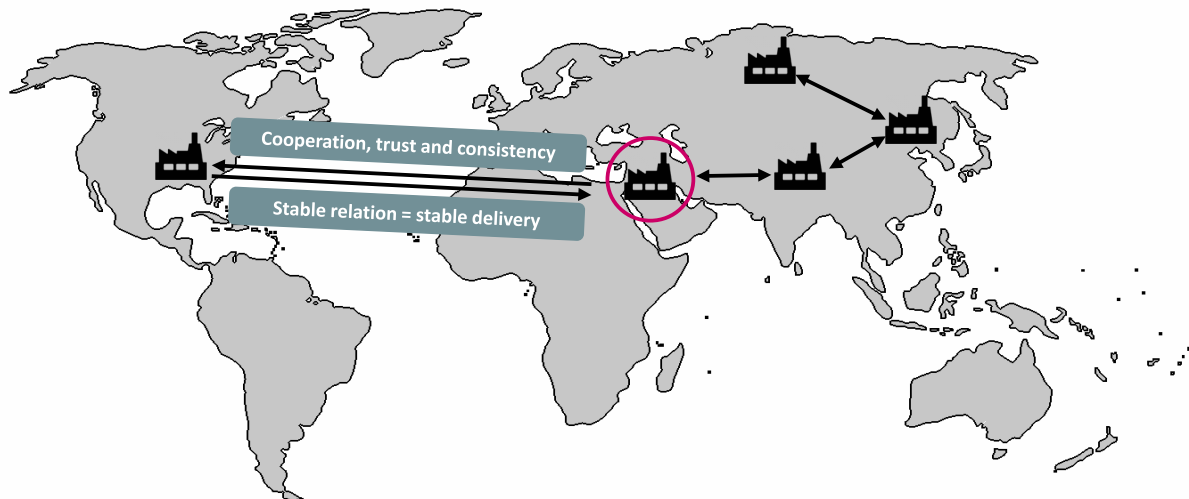 Cooperation, trust and consistency
Stable relation = stable delivery